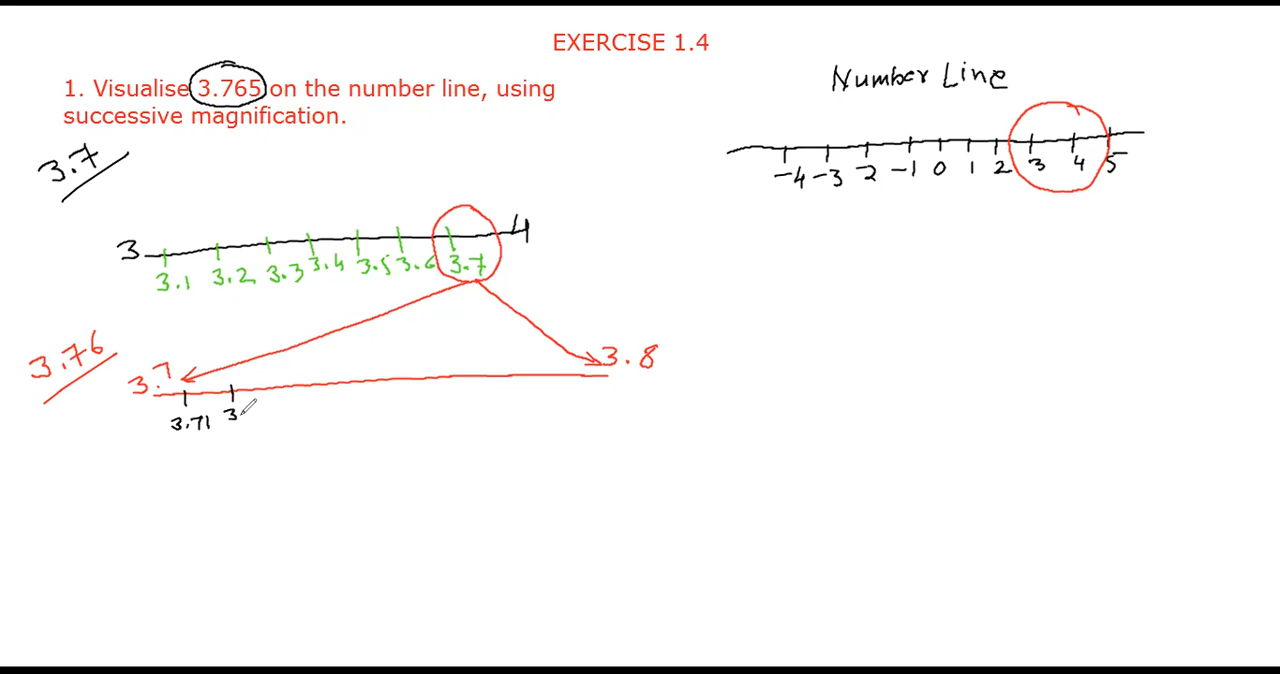 EXERCISE 1.4
1. Visualise 3.765 on the number line, using
successive magnification.
Number Line
-4 -3 -2 -1 0 1 2 3 4 5
3.7
3 4
3.1 3.2 3.3 3.4 3.5 3.6 3.7
3.76
3.7 3.8
3.71 3